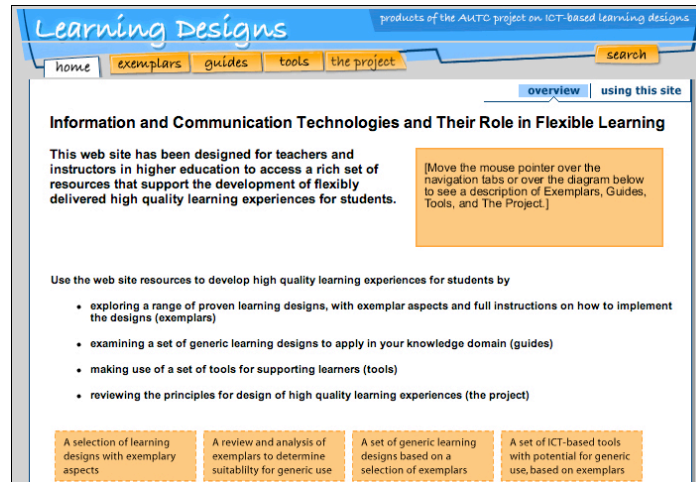 Learning Designs
products of the AUTC project on ICT-based learning designs
home
exemplars
guides
tools
the project
search
overview
using this site
Information and Communication Technologies and Their Role in Flexible Learning
This web site has been designed for teachers and
instructors in higher education to access a rich set of
resources that support the development of flexibly
delivered high quality learning experiences for students.
[Move the mouse pointer over the
navigation tabs or over the diagram below
to see a description of Exemplars, Guides,
Tools, and The Project.]
Use the web site resources to develop high quality learning experiences for students by
• exploring a range of proven learning designs, with exemplar aspects and full instructions on how to implement
the designs (exemplars)
• examining a set of generic learning designs to apply in your knowledge domain (guides)
• making use of a set of tools for supporting learners (tools)
• reviewing the principles for design of high quality learning experiences (the project)
A selection of learning
designs with exemplary
aspects
A review and analysis of
exemplars to determine
suitablilty for generic use
A set of generic learning
designs based on a
selection of exemplars
A set of ICT-based tools
with potential for generic
use, based on exemplars